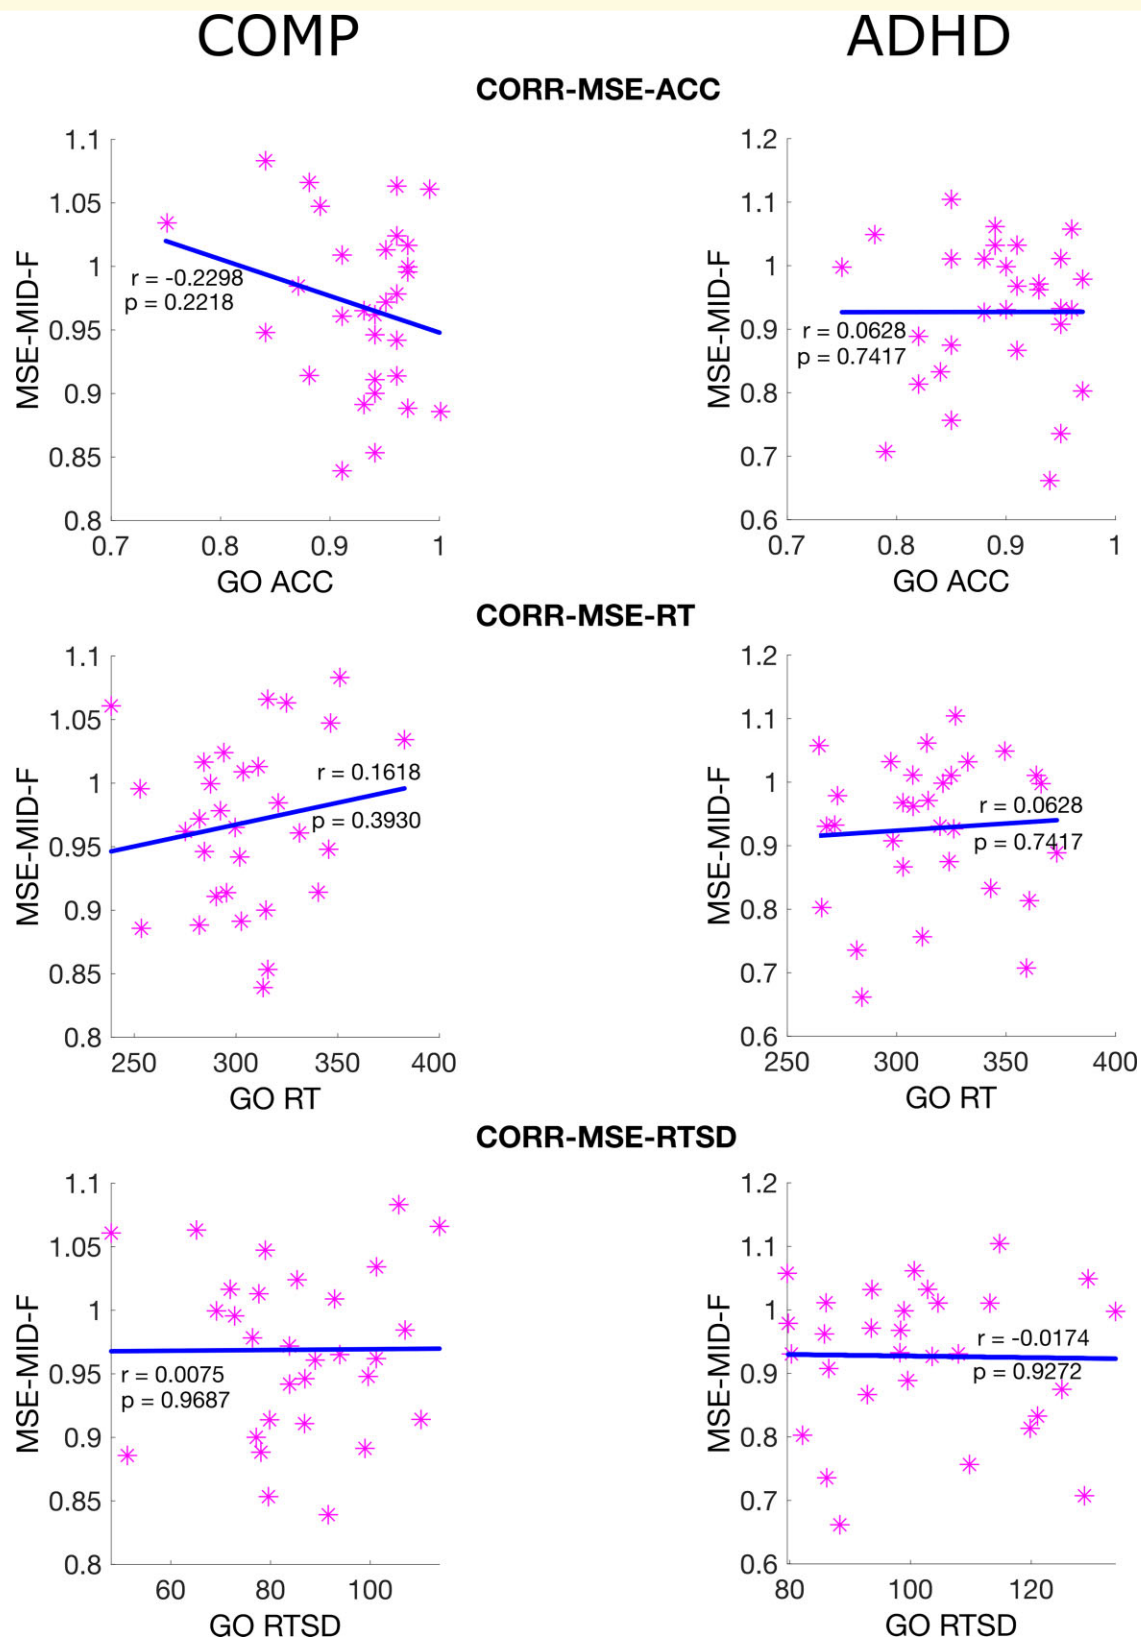 COMP
ADHD
CORR-MSE-ACC
1.1
1.05
1
0.95
0.9
0.85
0.8
MSE-MID-F
r = -0.2298
p = 0.2218
0.7 0.8 0.9 1
GO ACC
1.2
1.1
1
0.9
0.8
0.7
0.6
MSE-MID-F
r = 0.0628
p = 0.7417
0.7 0.8 0.9 1
GO ACC
CORR-MSE-RT
1.1
1.05
1
0.95
0.9
0.85
0.8
MSE-MID-F
r = 0.1618
p = 0.3930
250 300 350 400
GO RT
1.2
1.1
1
0.9
0.8
0.7
0.6
MSE-MID-F
r = 0.0628
p = 0.7417
250 300 350 400
GO RT
CORR-MSE-RTSD
1.1
1.05
1
0.95
0.9
0.85
0.8
MSE-MID-F
r = 0.0075
p = 0.9687
60 80 100
GO RTSD
1.2
1.1
1
0.9
0.8
0.7
0.6
MSE-MID-F
r = -0.0174
p = 0.9272
80 100 120
GO RTSD